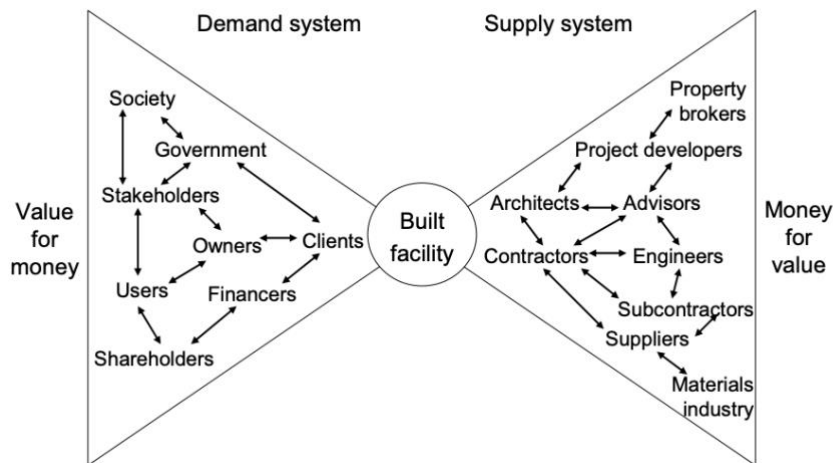 Demand system
Supply system
Value
for
money
Society
Government
Stakeholders
Owners
Clients
Users
Financers
Shareholders
Built
facility
Property
brokers
Project developers
Architects
Advisors
Contractors
Engineers
Subcontractors
Suppliers
Materials
industry
Money
for
value